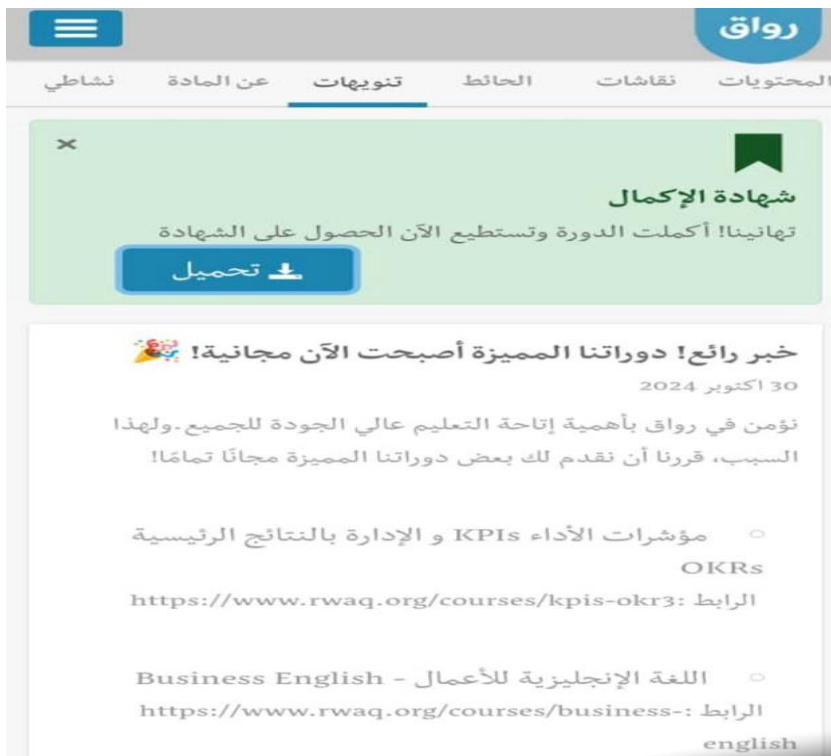 رواق
المحتويات نقاشات الحائط تنويهات عن المادة نشاطي
×
شهادة الإكمال
تهانينا! أكملت الدورة وتستطيع الآن الحصول على الشهادة
تحميل
خبر رائع! دوراتنا المميزة أصبحت الآن مجانية! 🎉
30 اكتوبر 2024
نؤمن في رواق بأهمية إتاحة التعليم عالي الجودة للجميع.ولهذا
السبب، قررنا أن نقدم لك بعض دوراتنا المميزة مجانًا تمامًا!
مؤشرات الأداء KPIs و الإدارة بالنتائج الرئيسية
OKRs
الرابط :https://www.rwaq.org/courses/kpis-okr3
اللغة الإنجليزية للأعمال - Business English
الرابط :https://www.rwaq.org/courses/business-
english